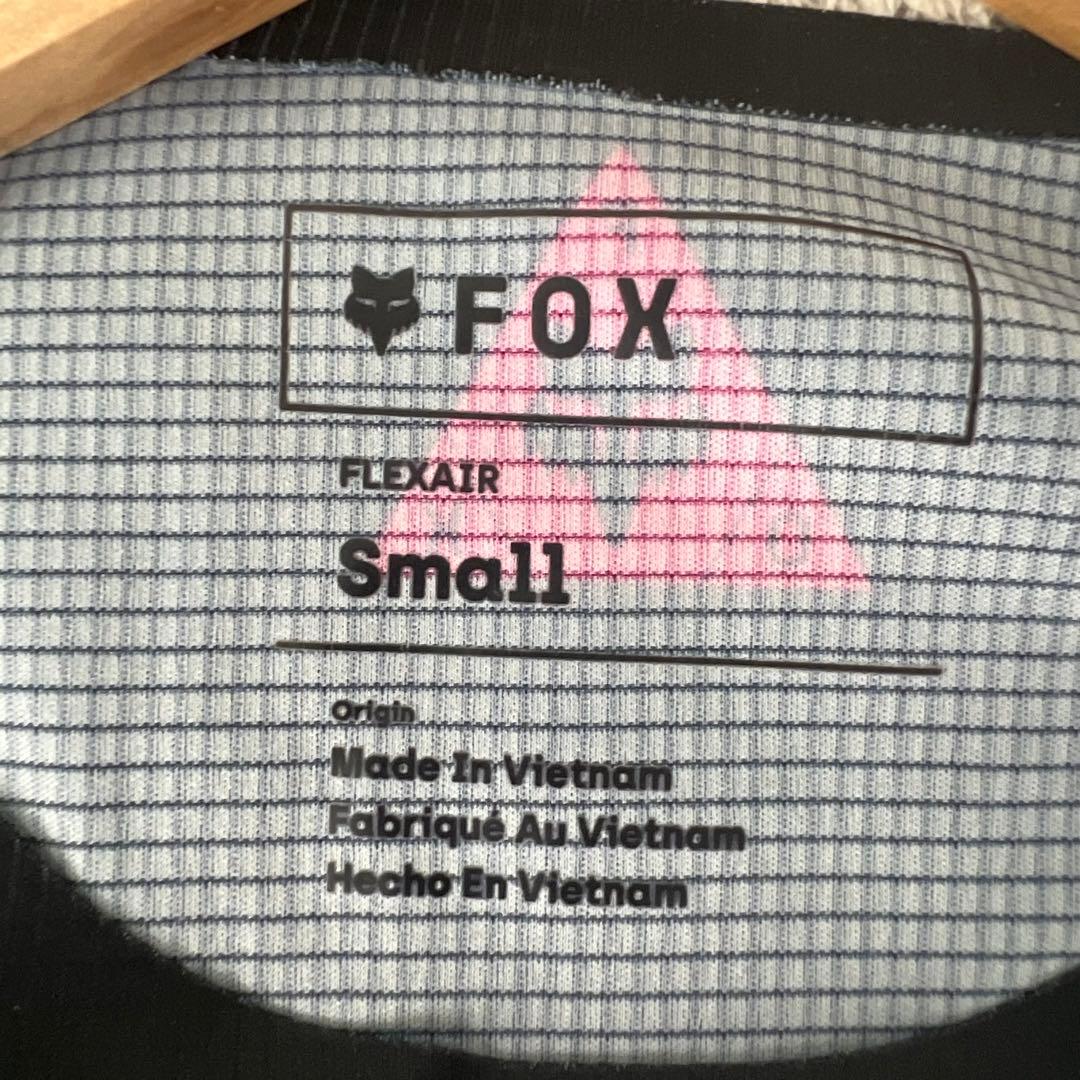 FOX
FLEXAIR
Small
Origin
Made In Vietnam
Fabriqué Au Vietnam
Hecho En Vietnam